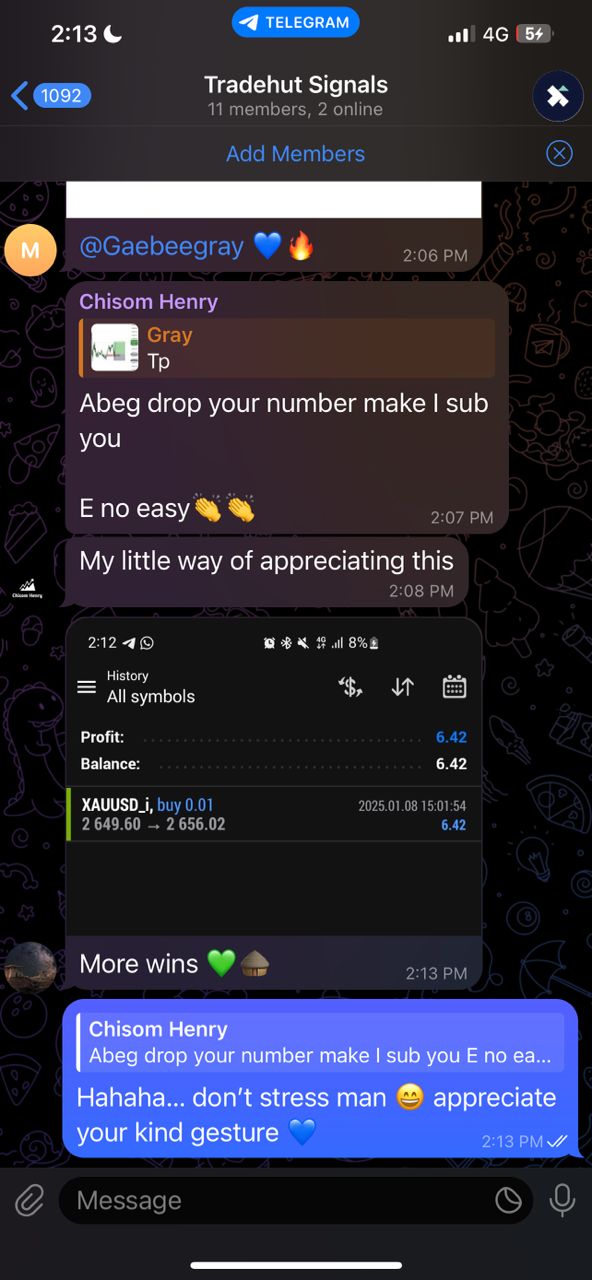 2:13
TELEGRAM
4G 5
1092
Tradehut Signals
11 members, 2 online
Add Members
M
@Gaebeegray 💙🔥
2:06 PM
Chisom Henry
Gray
Tp
Abeg drop your number make I sub
you
E no easy👏👏
2:07 PM
My little way of appreciating this
2:08 PM
Chisom Henry
2:12
4G 8%
History
All symbols
Profit: 6.42
Balance: 6.42
XAUUSD_i, buy 0.01 2025.01.08 15:01:54
2 649.60 → 2 656.02 6.42
More wins 💚🛖
2:13 PM
Chisom Henry
Abeg drop your number make I sub you E no ea...
Hahaha... don’t stress man 😄 appreciate
your kind gesture 💙
2:13 PM
Message